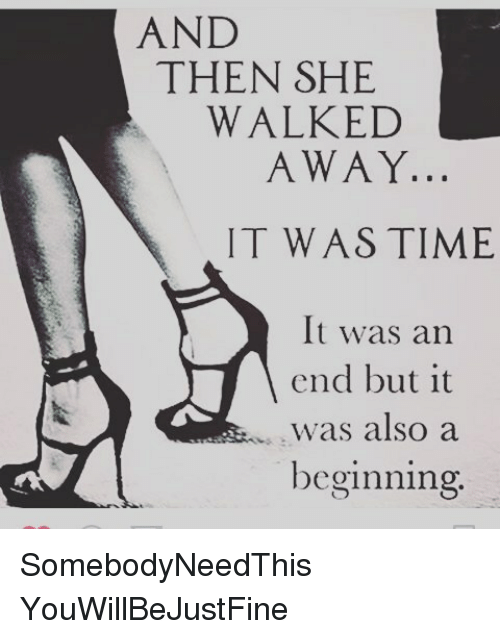 AND
THEN SHE
WALKED
AWAY...
IT WAS TIME
It was an
end but it
was also a
beginning.
SomebodyNeedThis
YouWillBeJustFine